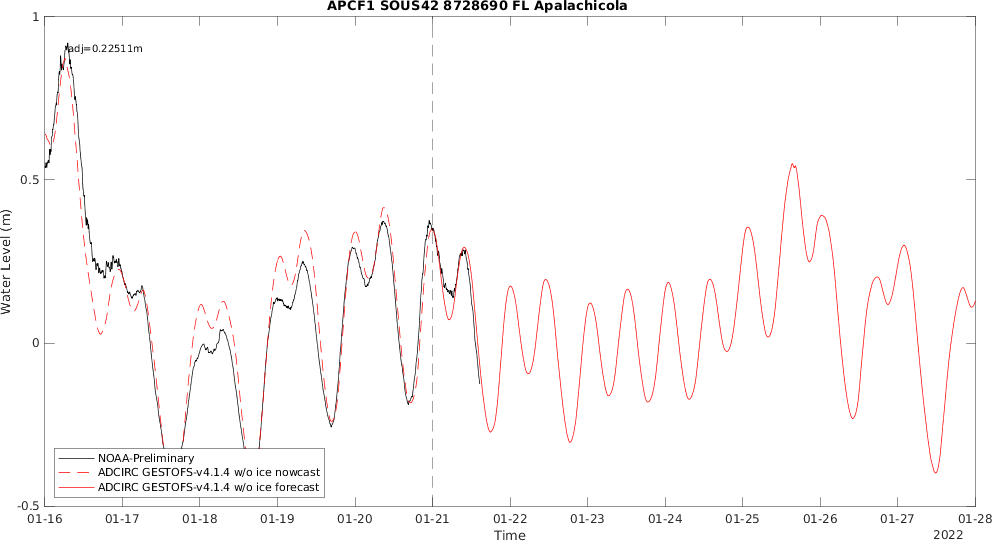 APCF1 SOUS42 8728690 FL Apalachicola
adj=0.22511m
1
0.5
0
-0.5
Water Level (m)
NOAA-Preliminary
ADCIRC GESTOFS-v4.1.4 w/o ice nowcast
ADCIRC GESTOFS-v4.1.4 w/o ice forecast
01-16 01-17 01-18 01-19 01-20 01-21 01-22 01-23 01-24 01-25 01-26 01-27 01-28
Time
2022